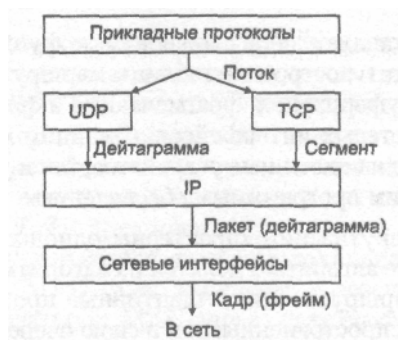 Прикладные протоколы
Поток
UDP
TCP
Дейтаграмма
Сегмент
IP
Пакет (дейтаграмма)
Сетевые интерфейсы
Кадр (фрейм)
В сеть